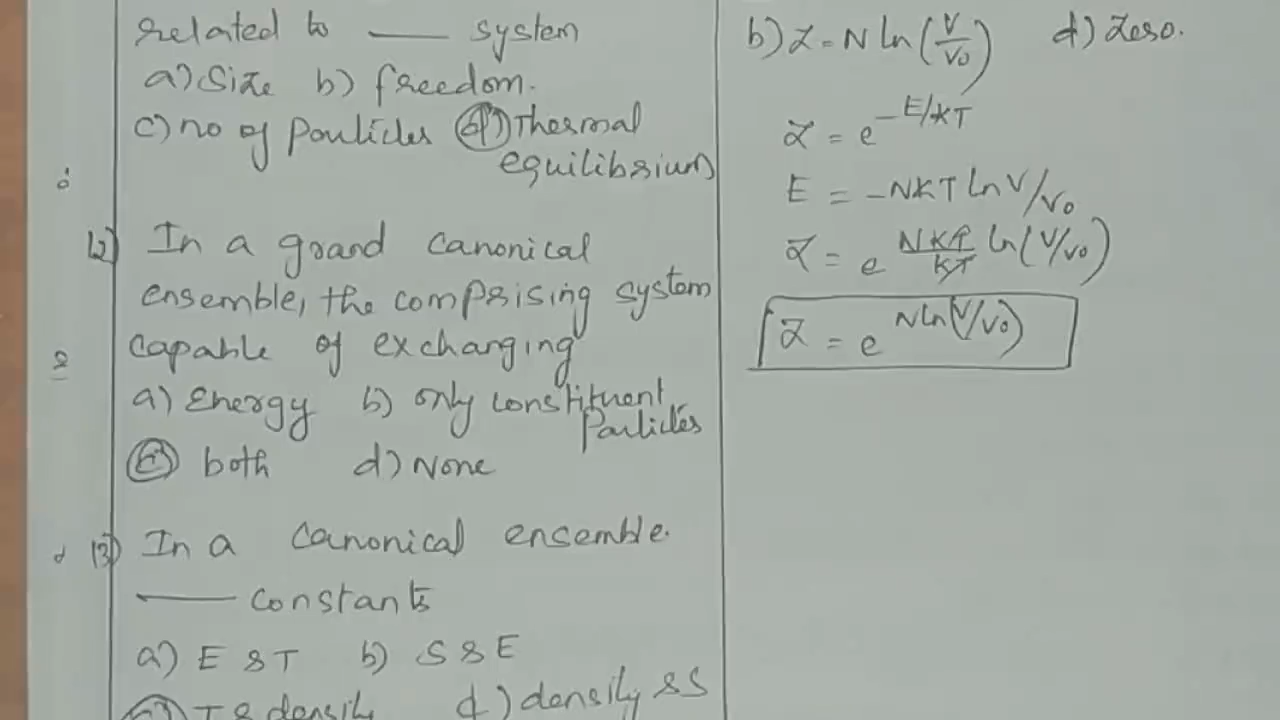 related to — system
a) Size b) freedom.
c) no of particles d) Thermal
equilibrium
12) In a grand canonical
ensemble, the comprising system
capable of exchanging
a) Energy b) only constituent
Particles
c) both d) None
13) In a canonical ensemble.
— constants
a) E & T b) S & E
c) T & density d) density & S
b) Z = N ln (V/V0) d) Zero.
Z = e^-E/KT
E = -NKT ln V/V0
Z = e^NKT/KT ln(V/V0)
Z = e^N ln(V/V0)